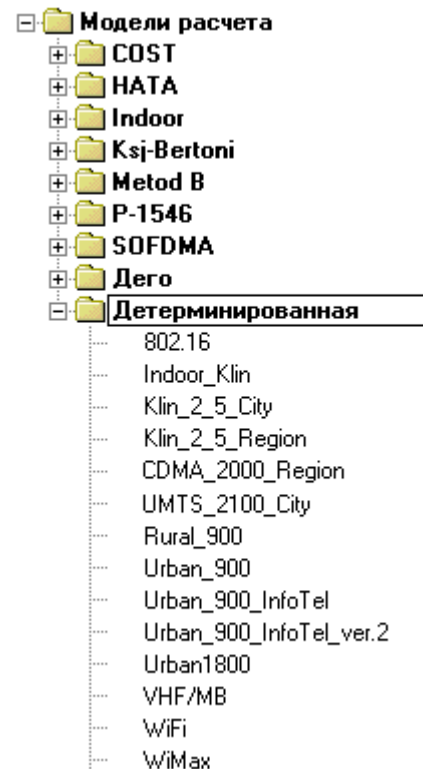 Модели расчета
COST
HATA
Indoor
Ksj-Bertoni
Metod B
P-1546
SOFDMA
Дего
Детерминированная
802.16
Indoor_Klin
Klin_2_5_City
Klin_2_5_Region
CDMA_2000_Region
UMTS_2100_City
Rural_900
Urban_900
Urban_900_InfoTel
Urban_900_InfoTel_ver.2
Urban1800
VHF/MB
WiFi
WiMax